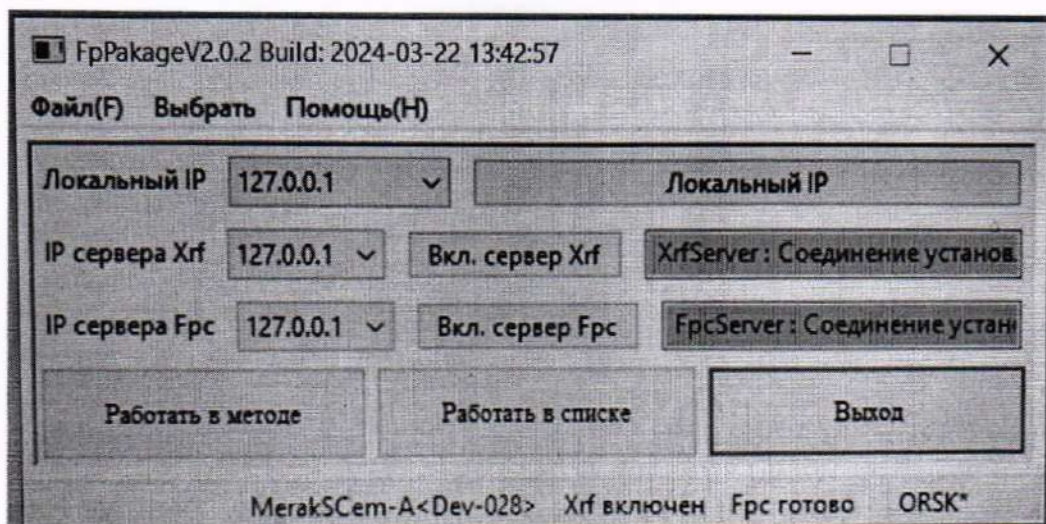 FpPakageV2.0.2 Build: 2024-03-22 13:42:57
Файл(F) Выбрать Помощь(H)
Локальный IP 127.0.0.1 Локальный IP
IP сервера Xrf 127.0.0.1 Вкл. сервер Xrf XrfServer : Соединение установ.
IP сервера Fpc 127.0.0.1 Вкл. сервер Fpc FpcServer : Соединение устан
Работать в методе Работать в списке Выход
MerakSCem-A<Dev-028> Xrf включен Fpc готово ORSK*